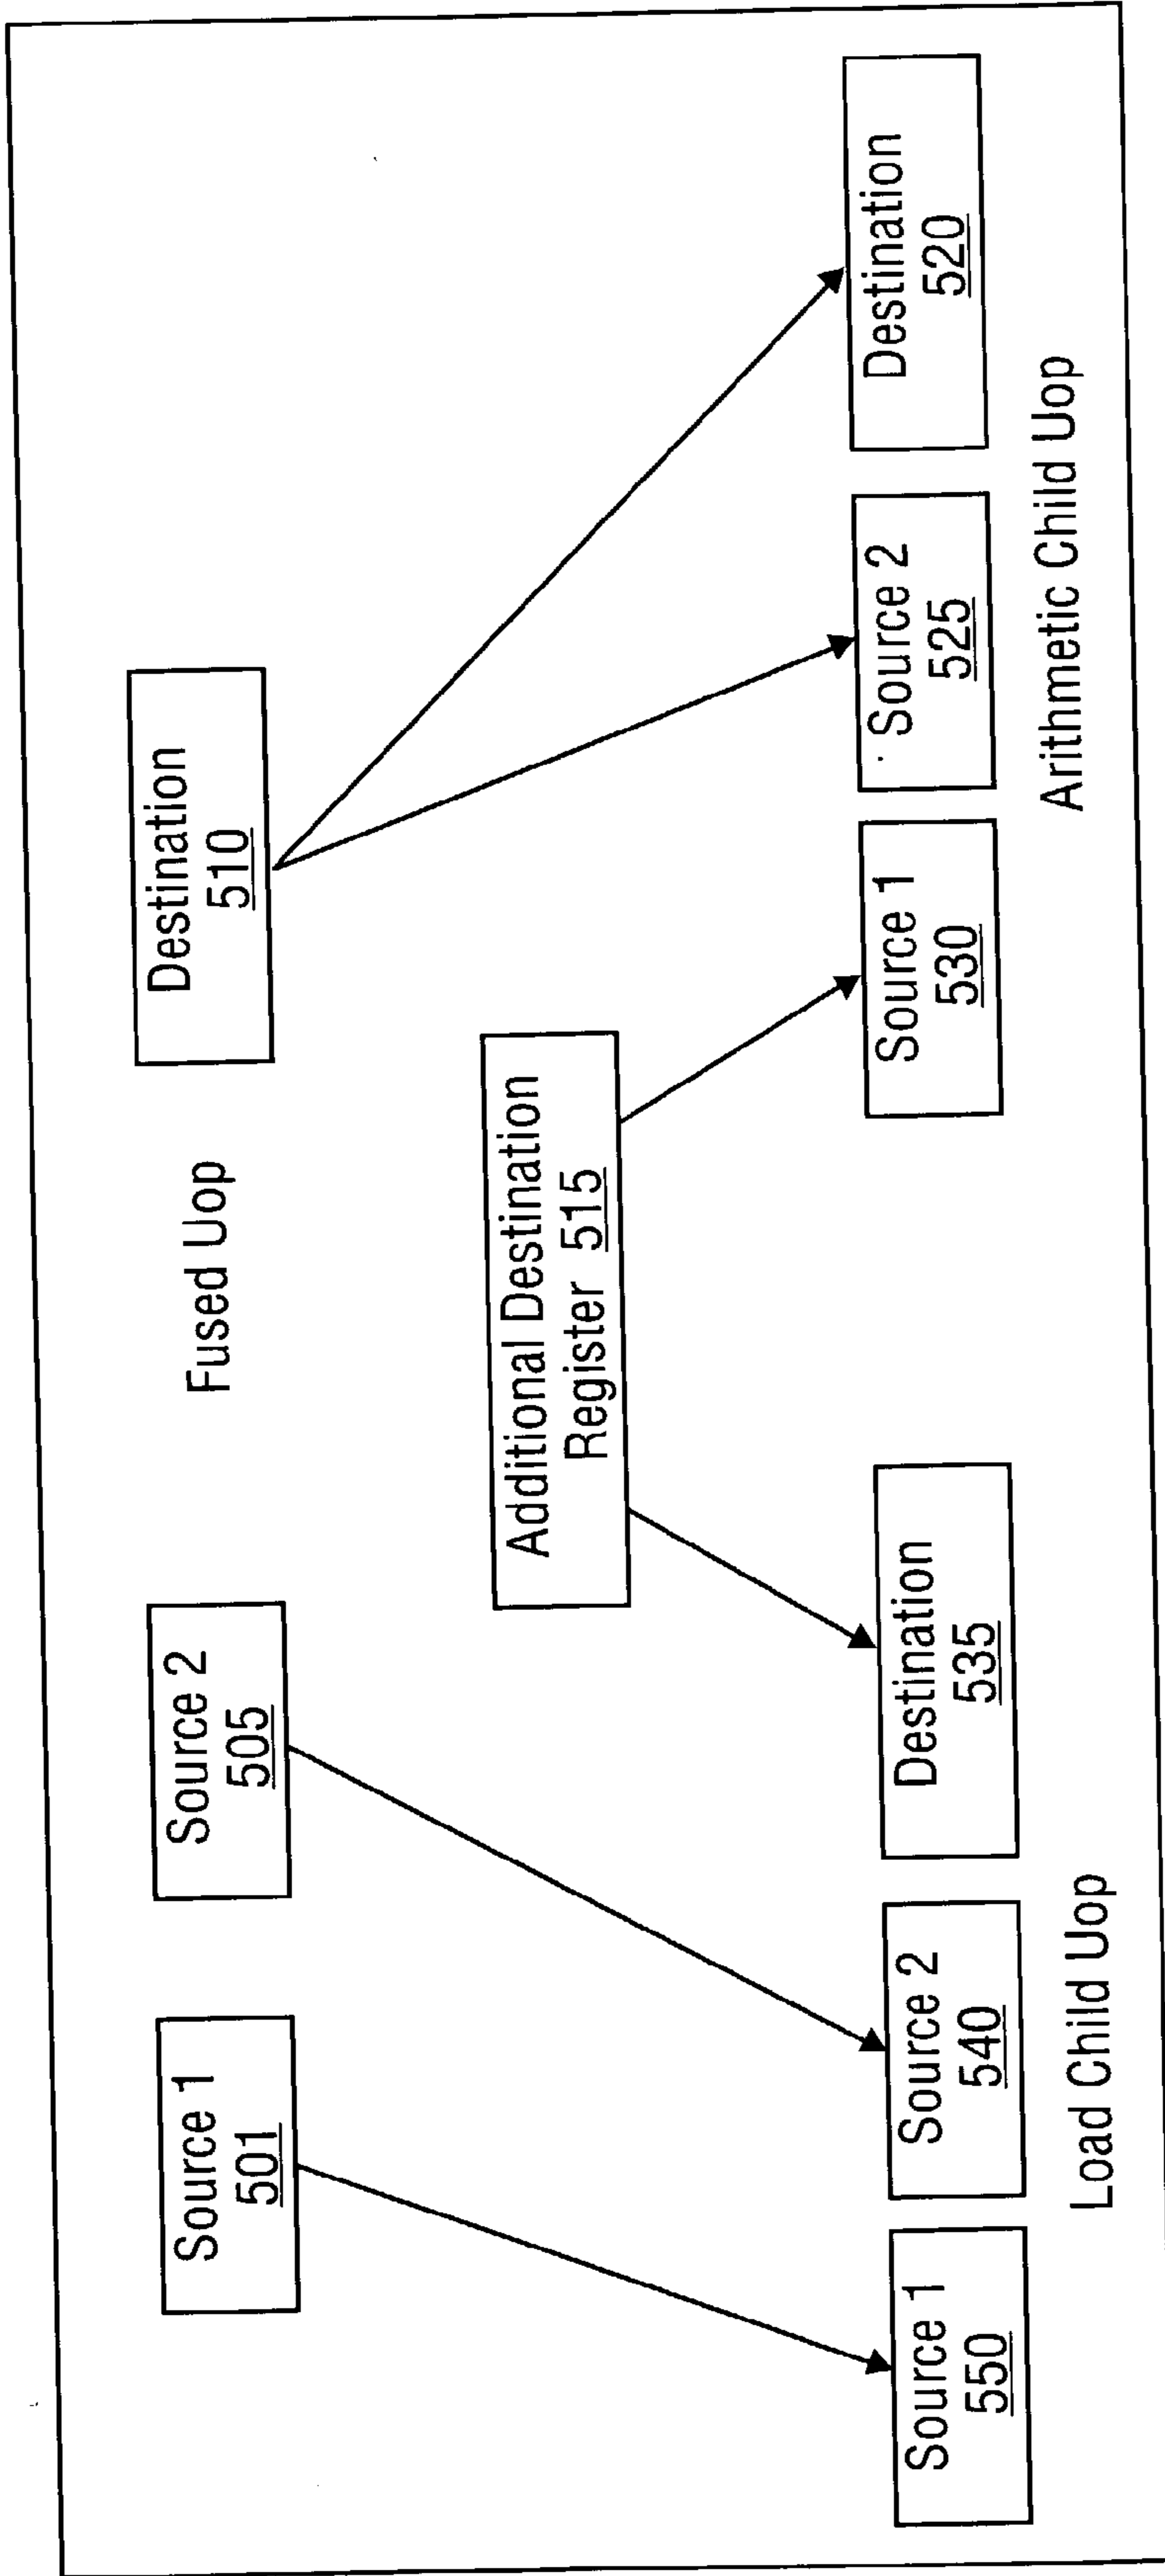 Source 1
501
Source 2
505
Fused Uop
Destination
510
Additional Destination
Register 515
Source 1
550
Source 2
540
Destination
535
Source 1
530
Source 2
525
Destination
520
Load Child Uop
Arithmetic Child Uop